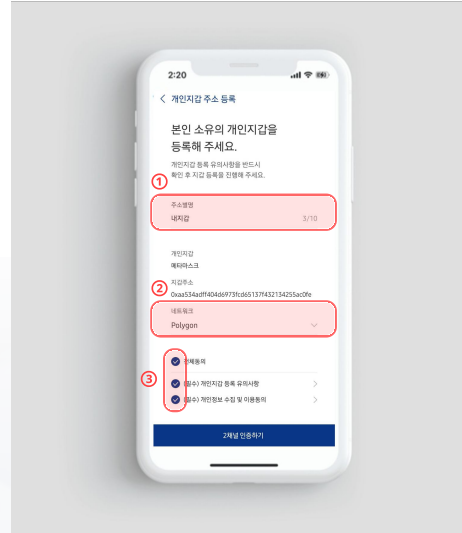 2:20
개인지갑 주소 등록
본인 소유의 개인지갑을
등록해 주세요.
개인지갑 등록 유의사항을 반드시
확인 후 지갑 등록을 진행해 주세요.
①
주소별명
내지갑 3/10
개인지갑
메타마스크
지갑주소
②
0xaa534adff404d6973fcd65137f432134255ac0fe
네트워크
Polygon
전체동의
③
(필수) 개인지갑 등록 유의사항
(필수) 개인정보 수집 및 이용동의
2채널 인증하기